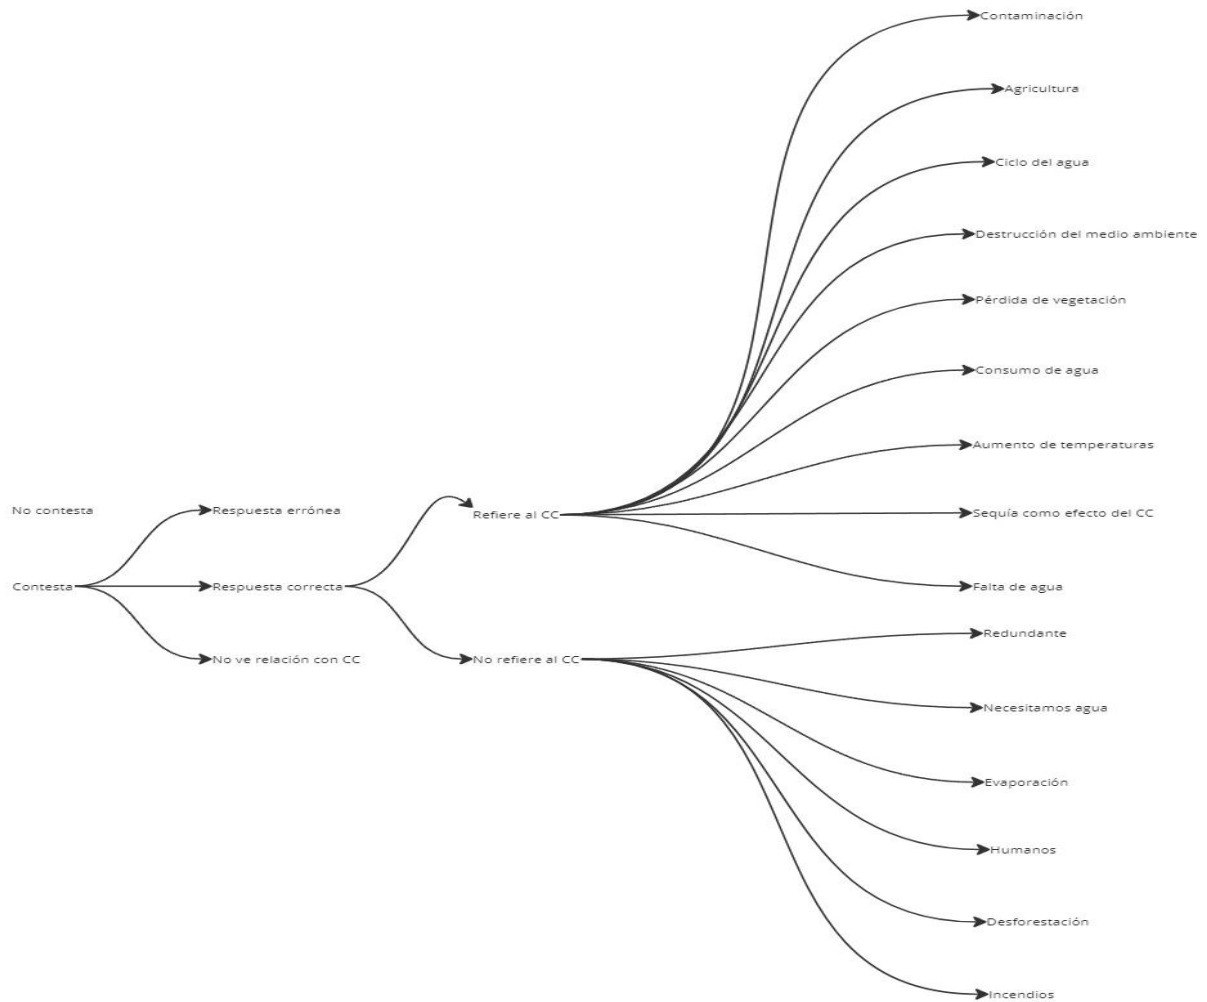 Contaminación
Agricultura
Ciclo del agua
Destrucción del medio ambiente
Pérdida de vegetación
Consumo de agua
Aumento de temperaturas
No contesta
Respuesta errónea
Refiere al CC
Sequía como efecto del CC
Contesta
Respuesta correcta
Falta de agua
Redundante
No ve relación con CC
No refiere al CC
Necesitamos agua
Evaporación
Humanos
Desforestación
Incendios